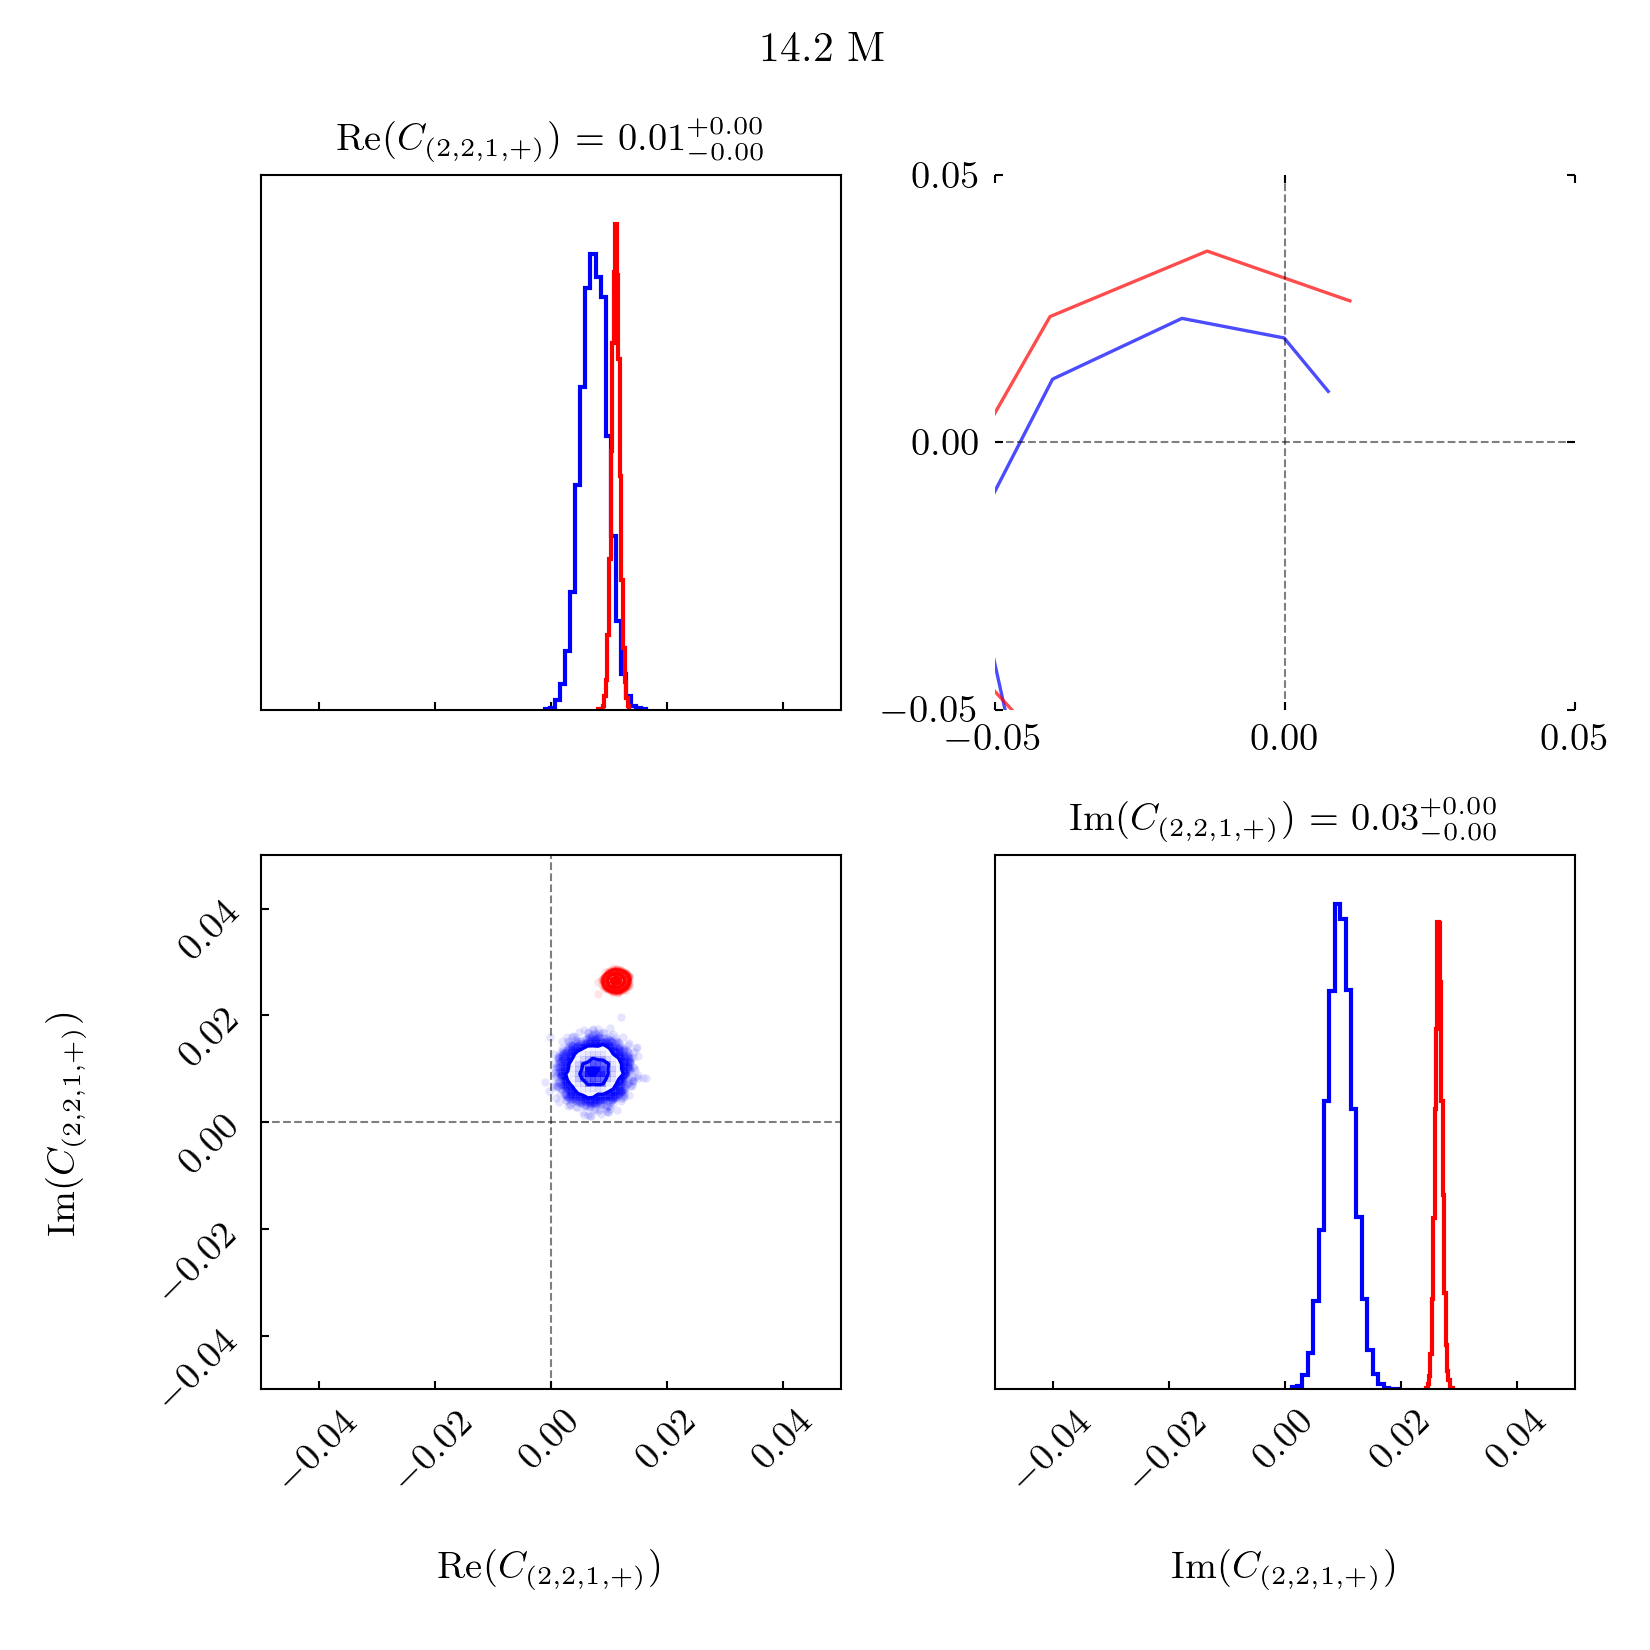 14.2 M
Re(C_{(2,2,1,+)}) = 0.01^{+0.00}_{−0.00}
0.05
0.00
−0.05
−0.05 0.00 0.05
Im(C_{(2,2,1,+)}) = 0.03^{+0.00}_{−0.00}
0.04
0.02
0.00
−0.02
−0.04
Im(C_{(2,2,1,+)})
−0.04 −0.02 0.00 0.02 0.04
−0.04 −0.02 0.00 0.02 0.04
Re(C_{(2,2,1,+)})
Im(C_{(2,2,1,+)})